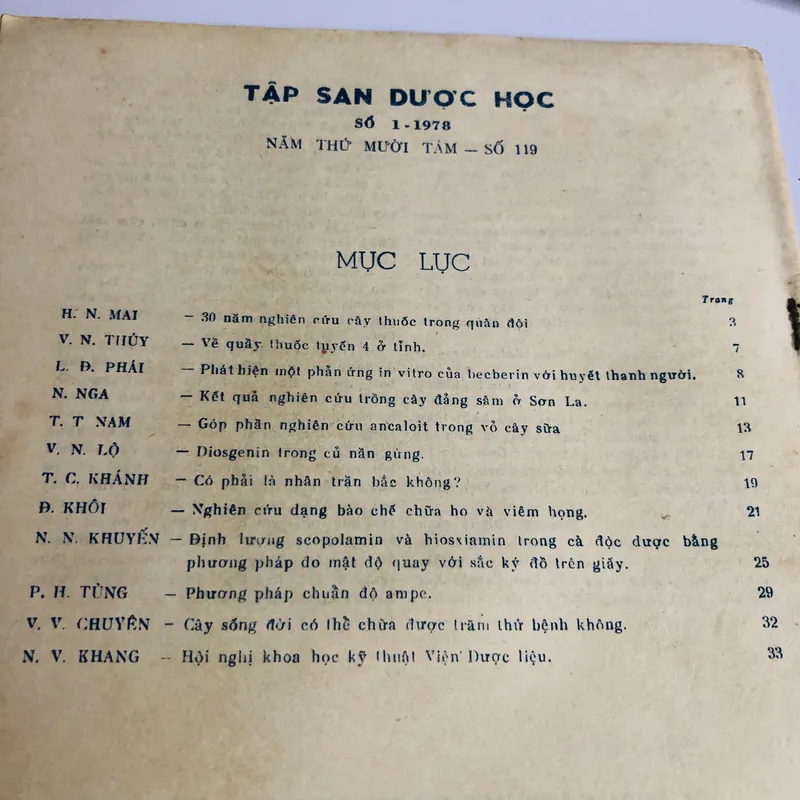 TẬP SAN DƯỢC HỌC
SỐ 1-1978
NĂM THỨ MƯỜI TÁM — SỐ 119
MỤC LỤC
Trang
H. N. MAI — 30 năm nghiên cứu cây thuốc trong quân đội 3
V. N. THÚY — Về quầy thuốc tuyến 4 ở tỉnh. 7
L. Đ. PHÁI — Phát hiện một phản ứng in vitro của becberin với huyết thanh người. 8
N. NGA — Kết quả nghiên cứu trồng cây đảng sâm ở Sơn La. 11
T. T NAM — Góp phần nghiên cứu ancaloit trong vỏ cây sữa 13
V. N. LỘ — Diosgenin trong củ nần gừng. 17
T. C. KHÁNH — Có phải là nhân trần bắc không? 19
Đ. KHÔI — Nghiên cứu dạng bào chế chữa ho và viêm họng. 21
N. N. KHUYẾN — Định lượng scopolamin và hiosxiamin trong cà độc dược bằng
phương pháp đo mật độ quay với sắc ký đồ trên giấy. 25
P. H. TÙNG — Phương pháp chuẩn độ ampe. 29
V. V. CHUYÊN — Cây sống đời có thể chữa được trăm thứ bệnh không. 32
N. V. KHANG — Hội nghị khoa học kỹ thuật Viện Dược liệu. 33